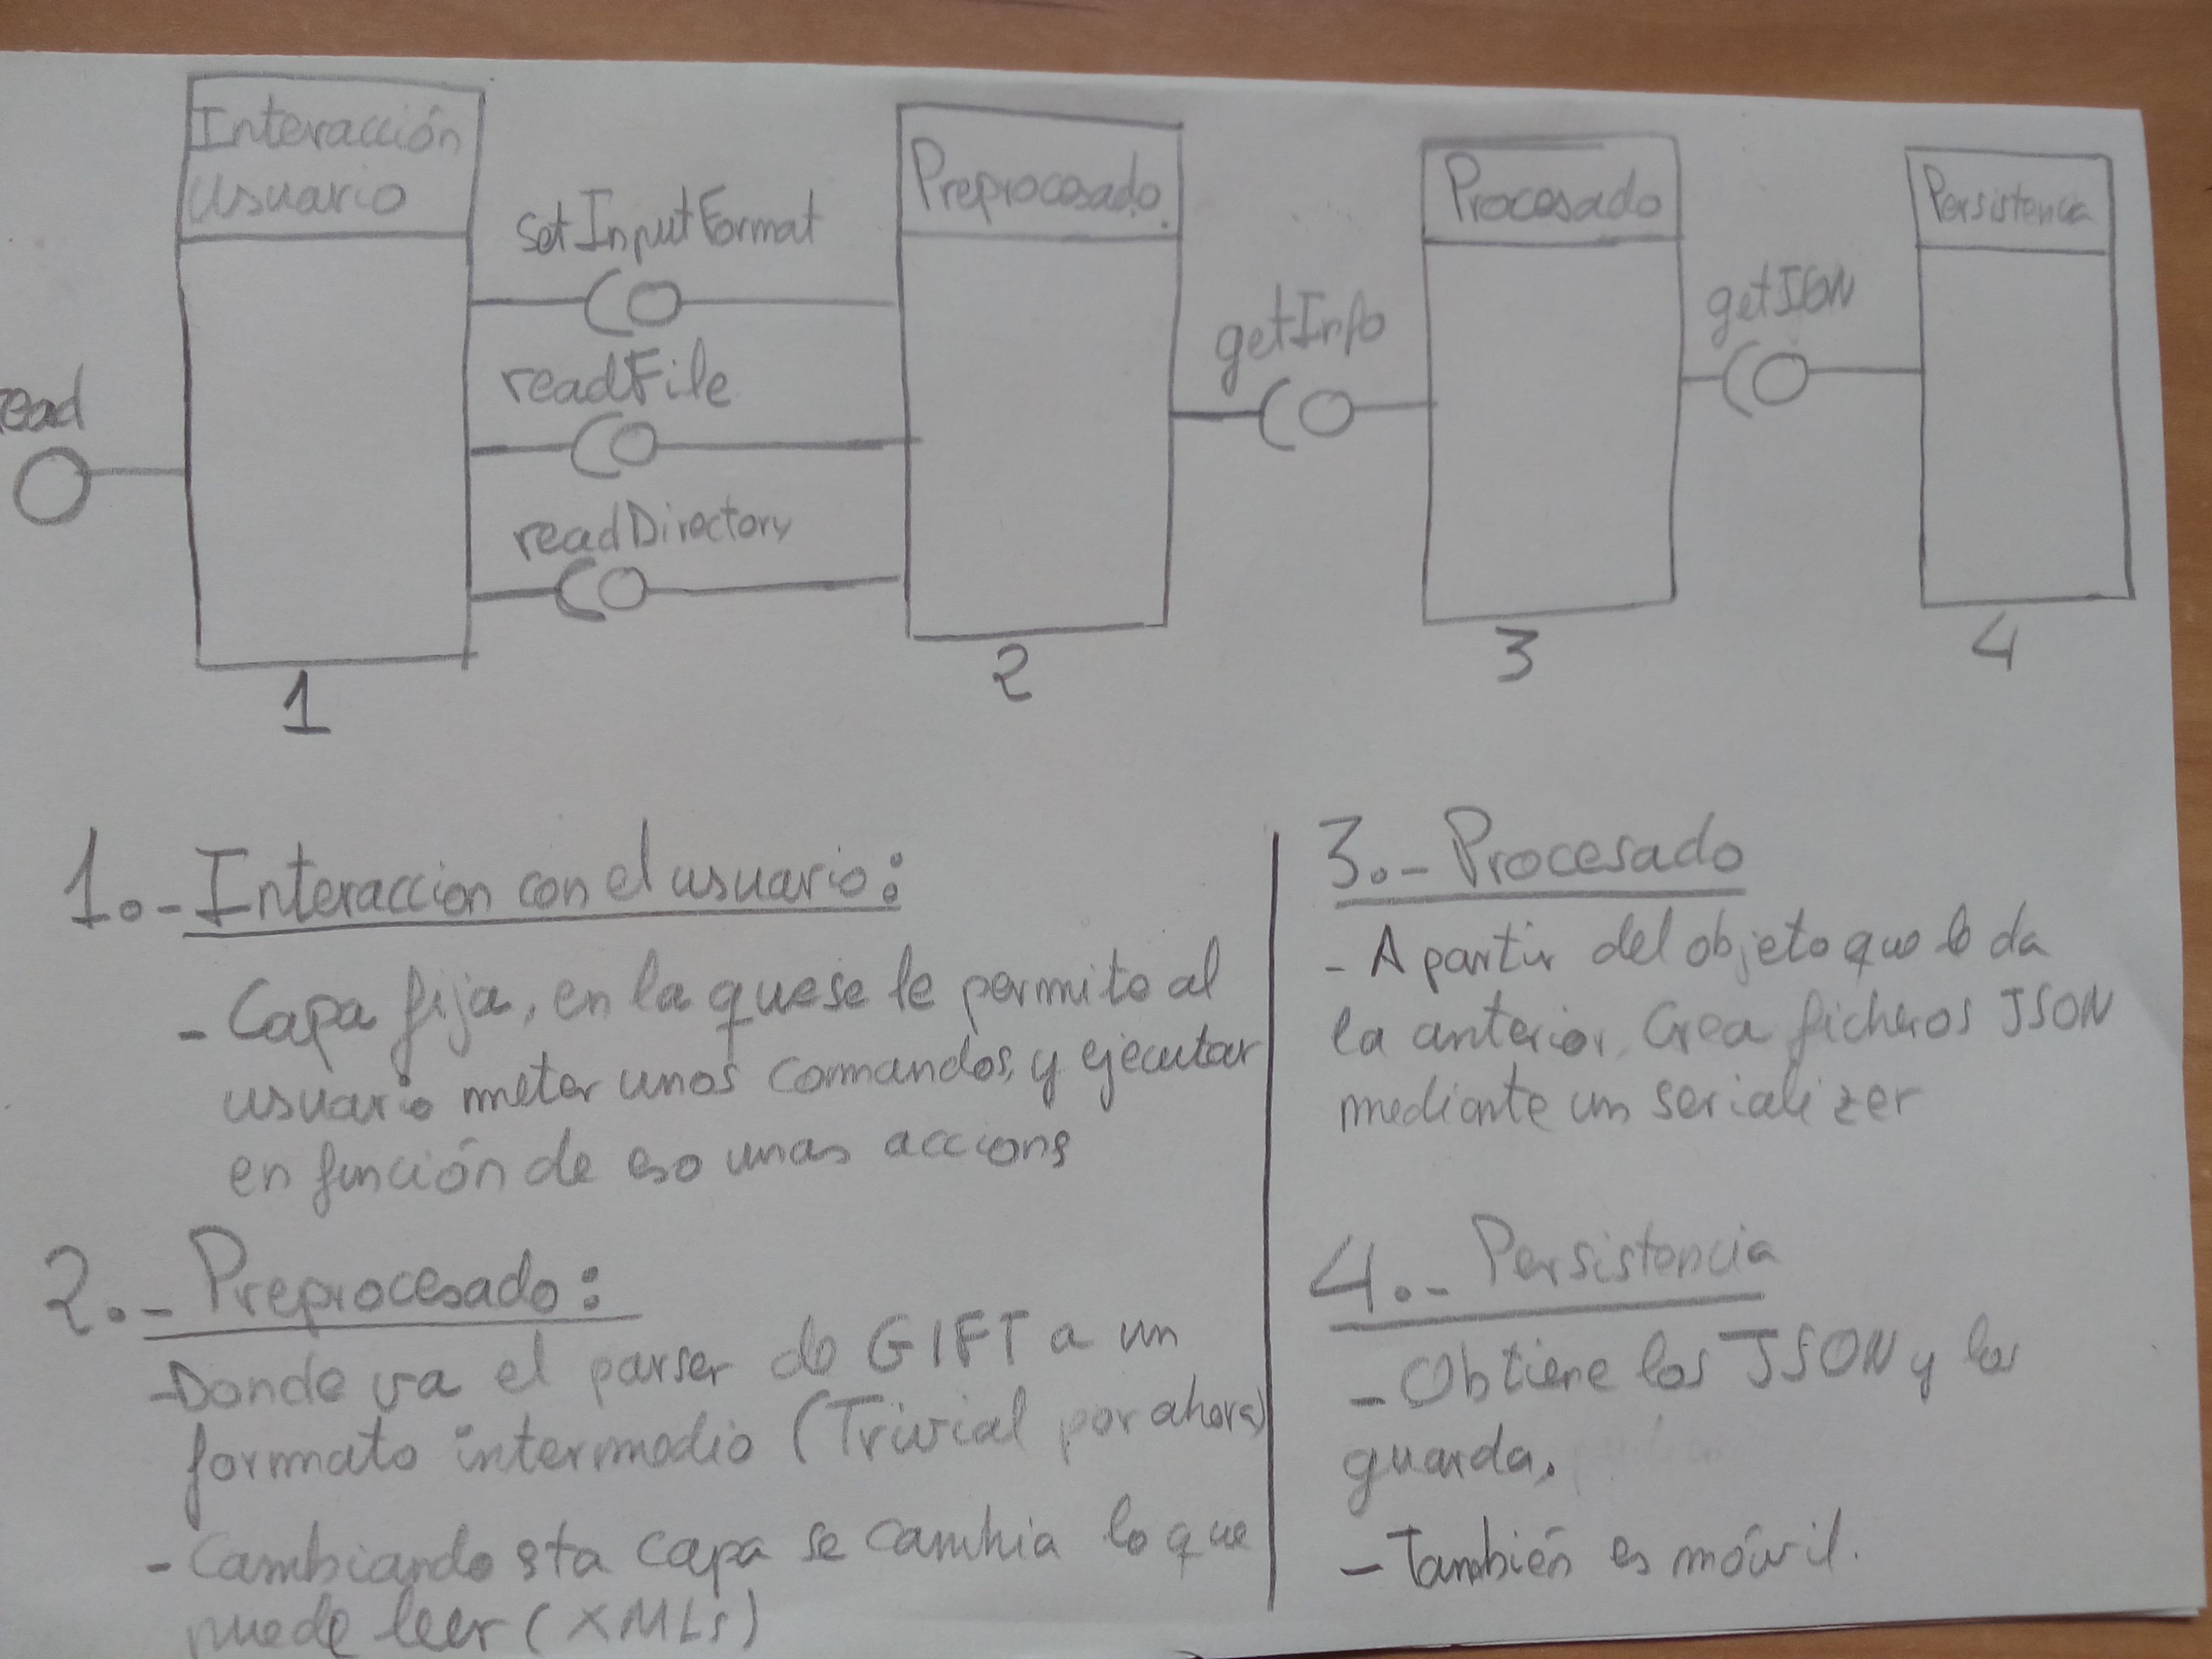 Interacción
Usuario
setInputFormat
readFile
readDirectory
ead
Preprocesado
getInfo
Procesado
getJSON
Persistencia
1
2
3
4
1.- Interaccion con el usuario:
- Capa fija, en la que se le permite al
usuario meter unos comandos, y ejecutar
en función de eso unas accions
2.- Preprocesado:
- Donde va el parser de GIFT a un
formato intermedio (Trivial por ahora)
- Cambiando sta capa se cambia lo que
puede leer (XMLs)
3.- Procesado
- A partir del objeto que le da
la anterior, Crea ficheros JSON
mediante un serializer
4.- Persistencia
- Obtiene los JSON y los
guarda.
- También es móvil.